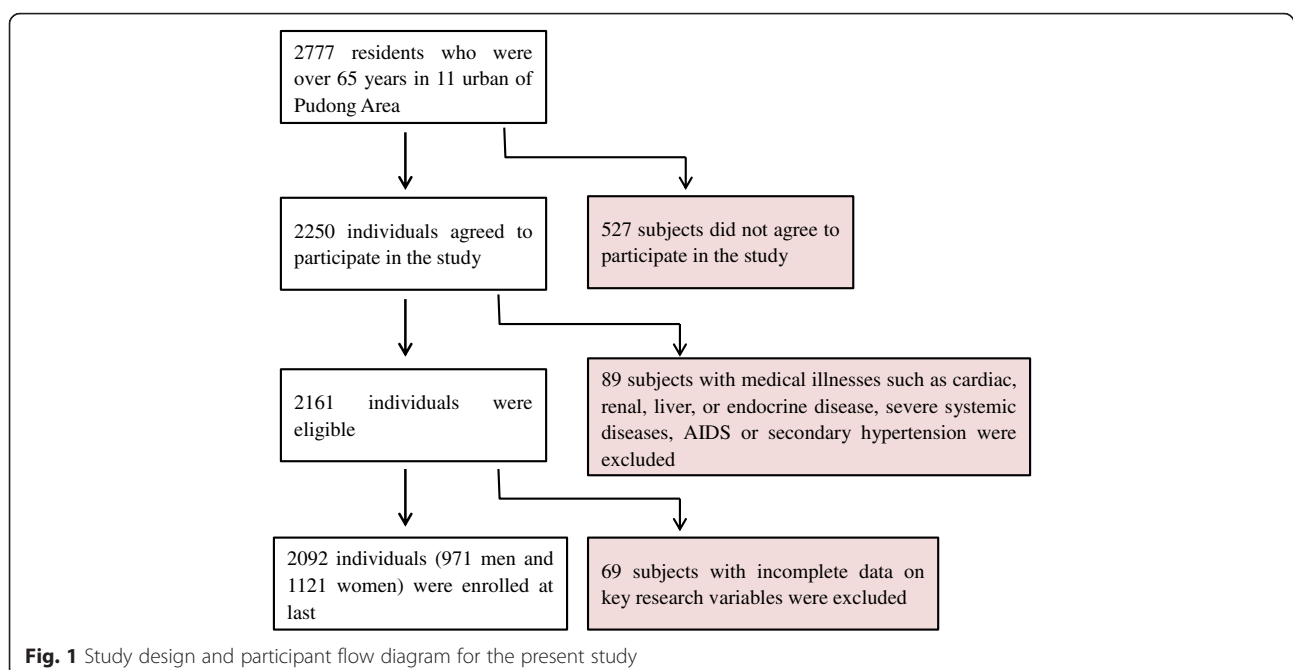 2777 residents who were
over 65 years in 11 urban of
Pudong Area
2250 individuals agreed to
participate in the study
527 subjects did not agree to
participate in the study
2161 individuals were
eligible
89 subjects with medical illnesses such as cardiac,
renal, liver, or endocrine disease, severe systemic
diseases, AIDS or secondary hypertension were
excluded
2092 individuals (971 men and
1121 women) were enrolled at
last
69 subjects with incomplete data on
key research variables were excluded
Fig. 1 Study design and participant flow diagram for the present study